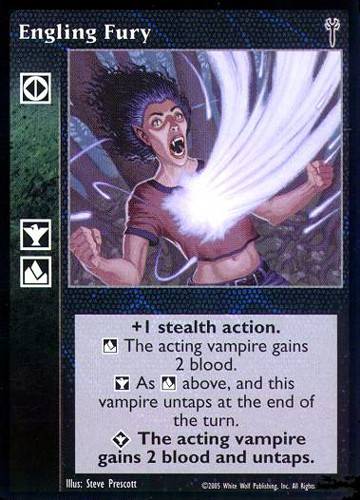 Engling Fury
+1 stealth action.
The acting vampire gains
2 blood.
As above, and this
vampire untaps at the end of
the turn.
The acting vampire
gains 2 blood and untaps.
Illus: Steve Prescott
©2005 White Wolf Publishing, Inc. All Rights